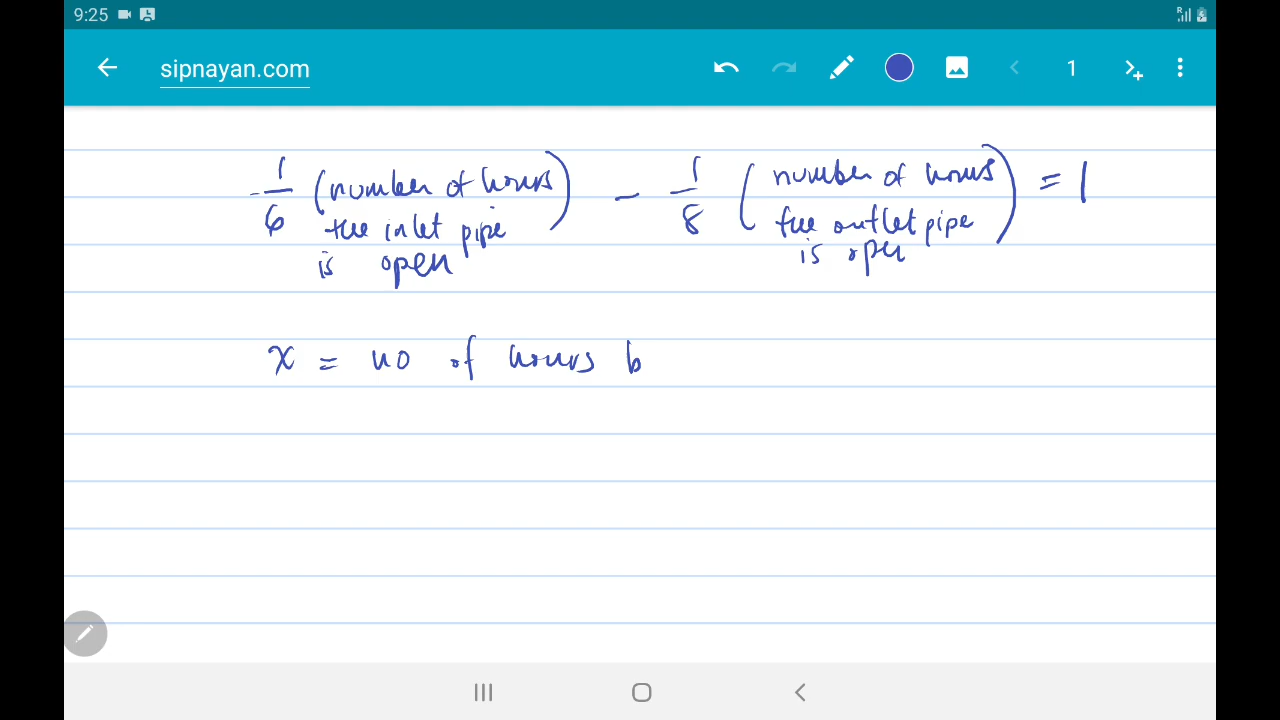 9:25
sipnayan.com
1
1/6 (number of hours the inlet pipe is open) - 1/8 (number of hours the outlet pipe is open) = 1
x = no of hours b